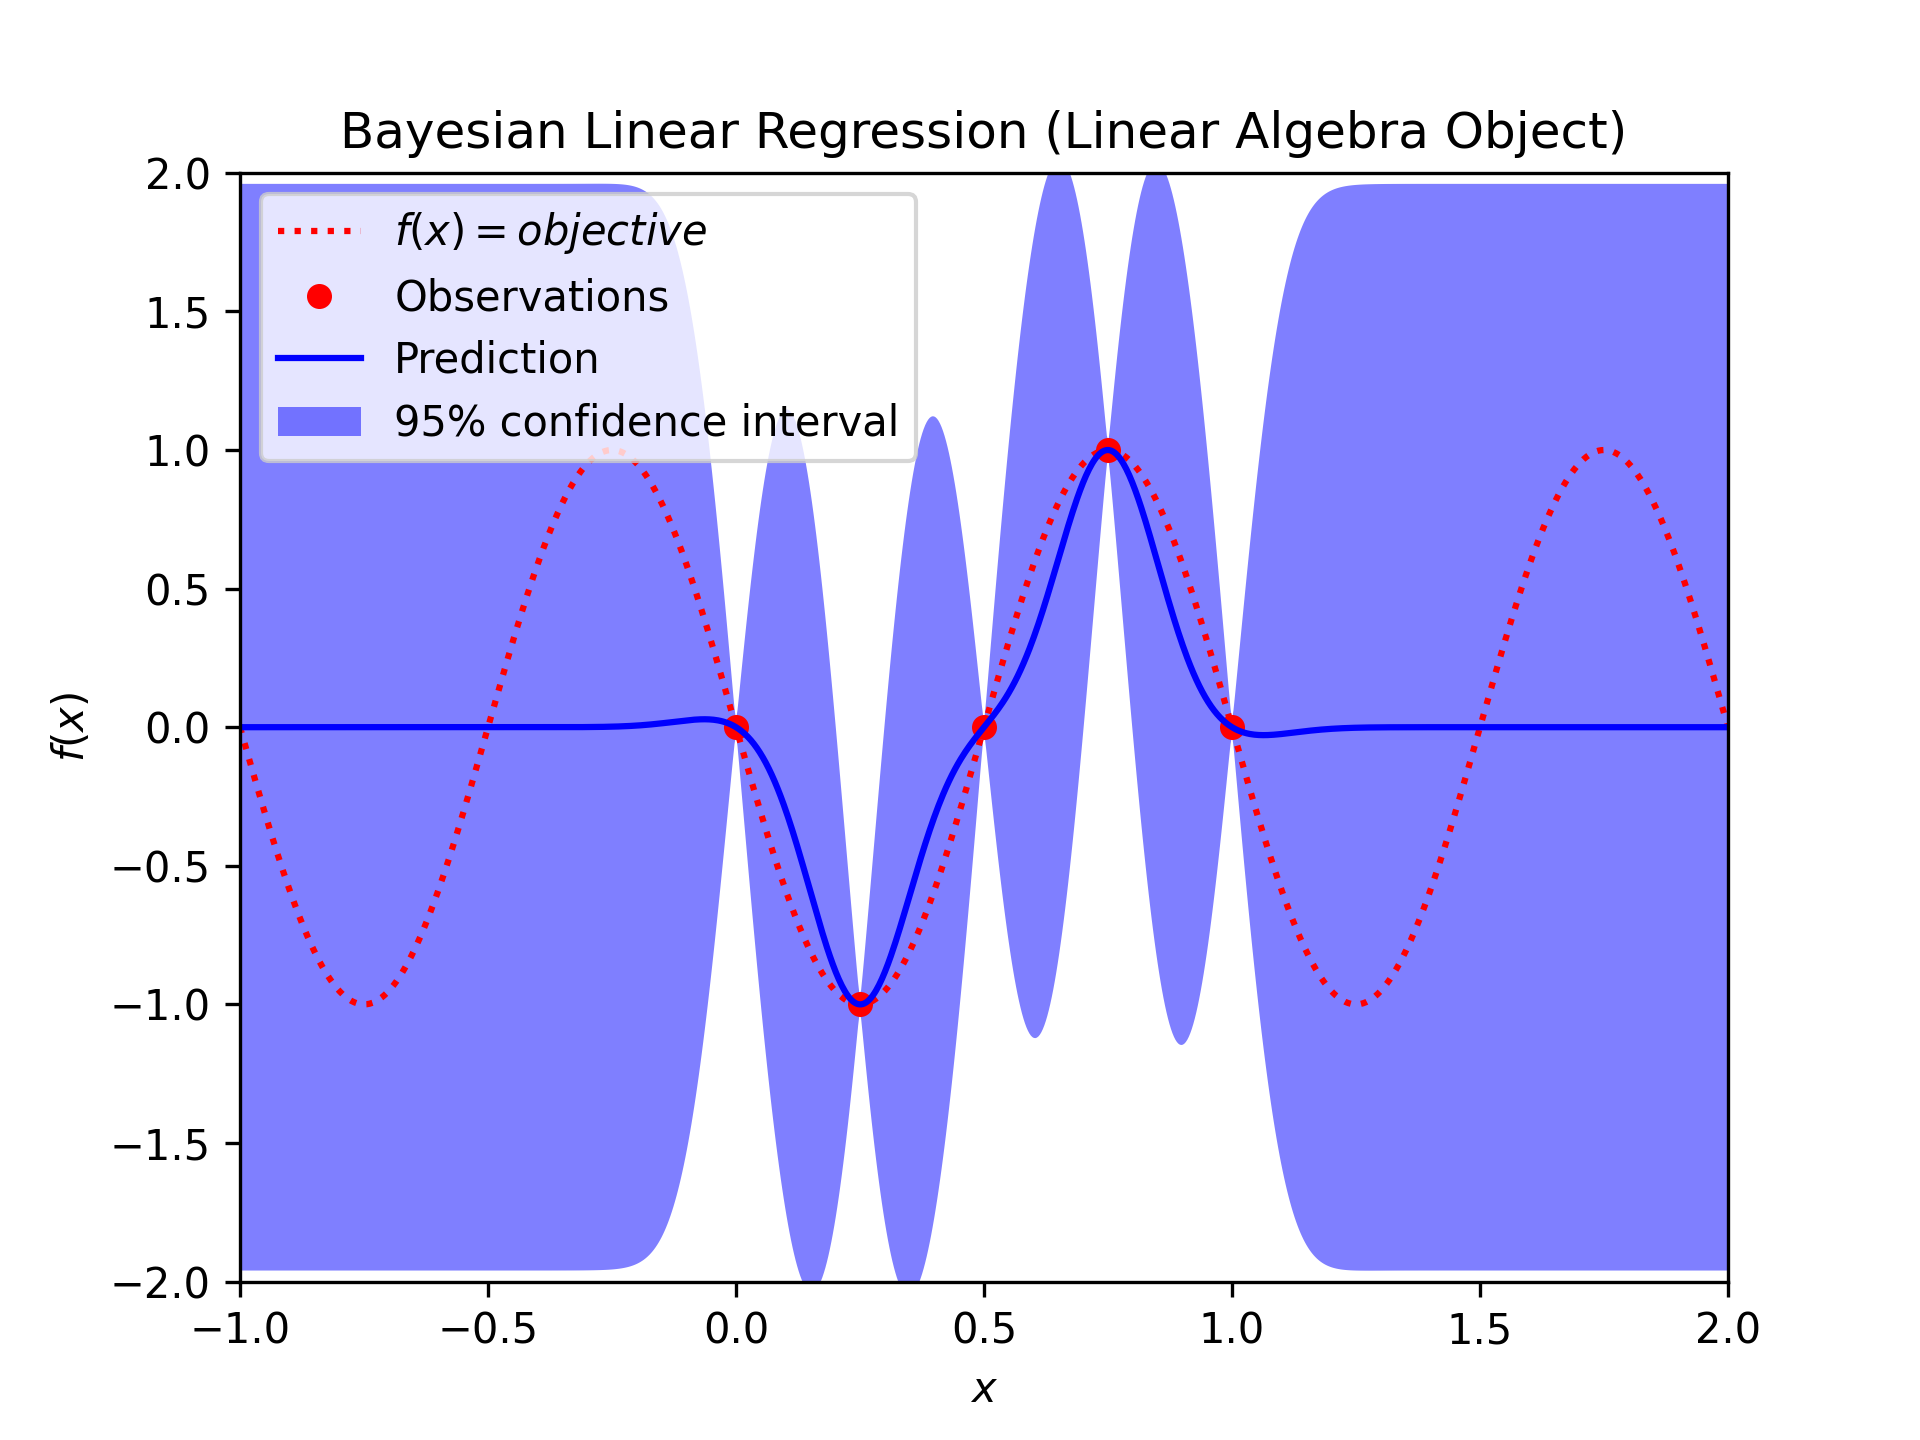 Bayesian Linear Regression (Linear Algebra Object)
2.0
1.5
1.0
0.5
0.0
−0.5
−1.0
−1.5
−2.0
f(x)
f(x) = objective
Observations
Prediction
95% confidence interval
−1.0 −0.5 0.0 0.5 1.0 1.5 2.0
x